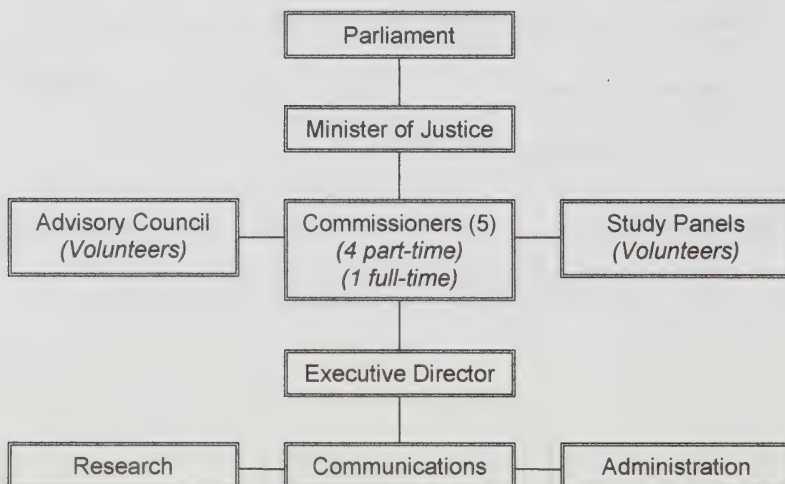 Parliament
Minister of Justice
Advisory Council
(Volunteers)
Commissioners (5)
(4 part-time)
(1 full-time)
Study Panels
(Volunteers)
Executive Director
Research
Communications
Administration